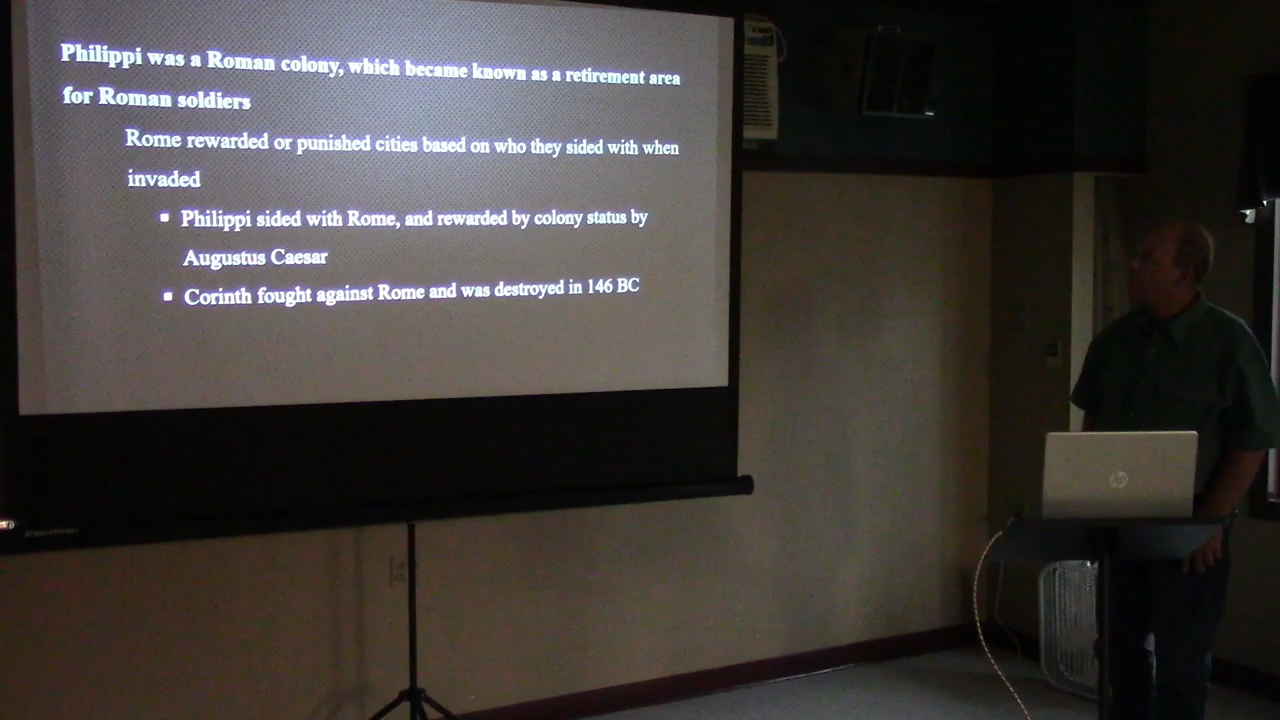 Philippi was a Roman colony, which became known as a retirement area
for Roman soldiers
Rome rewarded or punished cities based on who they sided with when
invaded
▪ Philippi sided with Rome, and rewarded by colony status by
Augustus Caesar
▪ Corinth fought against Rome and was destroyed in 146 BC
hp